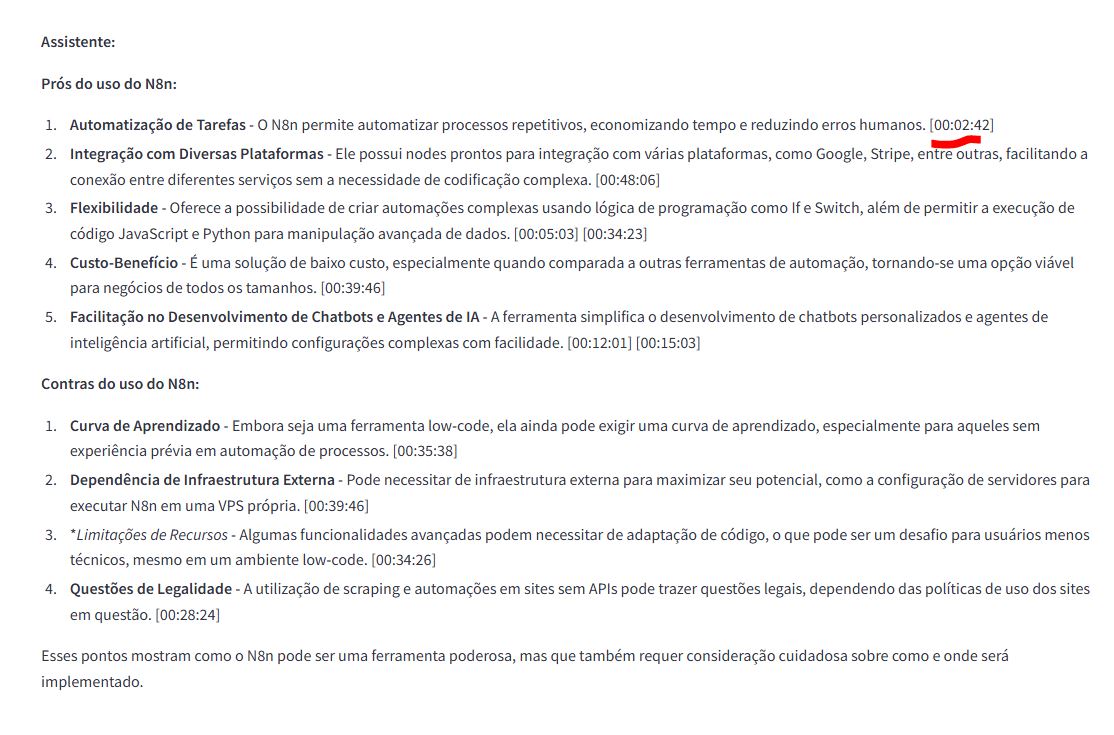 Assistente:
Prós do uso do N8n:
1. Automatização de Tarefas - O N8n permite automatizar processos repetitivos, economizando tempo e reduzindo erros humanos. [00:02:42]
2. Integração com Diversas Plataformas - Ele possui nodes prontos para integração com várias plataformas, como Google, Stripe, entre outras, facilitando a
conexão entre diferentes serviços sem a necessidade de codificação complexa. [00:48:06]
3. Flexibilidade - Oferece a possibilidade de criar automações complexas usando lógica de programação como If e Switch, além de permitir a execução de
código JavaScript e Python para manipulação avançada de dados. [00:05:03] [00:34:23]
4. Custo-Benefício - É uma solução de baixo custo, especialmente quando comparada a outras ferramentas de automação, tornando-se uma opção viável
para negócios de todos os tamanhos. [00:39:46]
5. Facilitação no Desenvolvimento de Chatbots e Agentes de IA - A ferramenta simplifica o desenvolvimento de chatbots personalizados e agentes de
inteligência artificial, permitindo configurações complexas com facilidade. [00:12:01] [00:15:03]
Contras do uso do N8n:
1. Curva de Aprendizado - Embora seja uma ferramenta low-code, ela ainda pode exigir uma curva de aprendizado, especialmente para aqueles sem
experiência prévia em automação de processos. [00:35:38]
2. Dependência de Infraestrutura Externa - Pode necessitar de infraestrutura externa para maximizar seu potencial, como a configuração de servidores para
executar N8n em uma VPS própria. [00:39:46]
3. *Limitações de Recursos - Algumas funcionalidades avançadas podem necessitar de adaptação de código, o que pode ser um desafio para usuários menos
técnicos, mesmo em um ambiente low-code. [00:34:26]
4. Questões de Legalidade - A utilização de scraping e automações em sites sem APIs pode trazer questões legais, dependendo das políticas de uso dos sites
em questão. [00:28:24]
Esses pontos mostram como o N8n pode ser uma ferramenta poderosa, mas que também requer consideração cuidadosa sobre como e onde será
implementado.